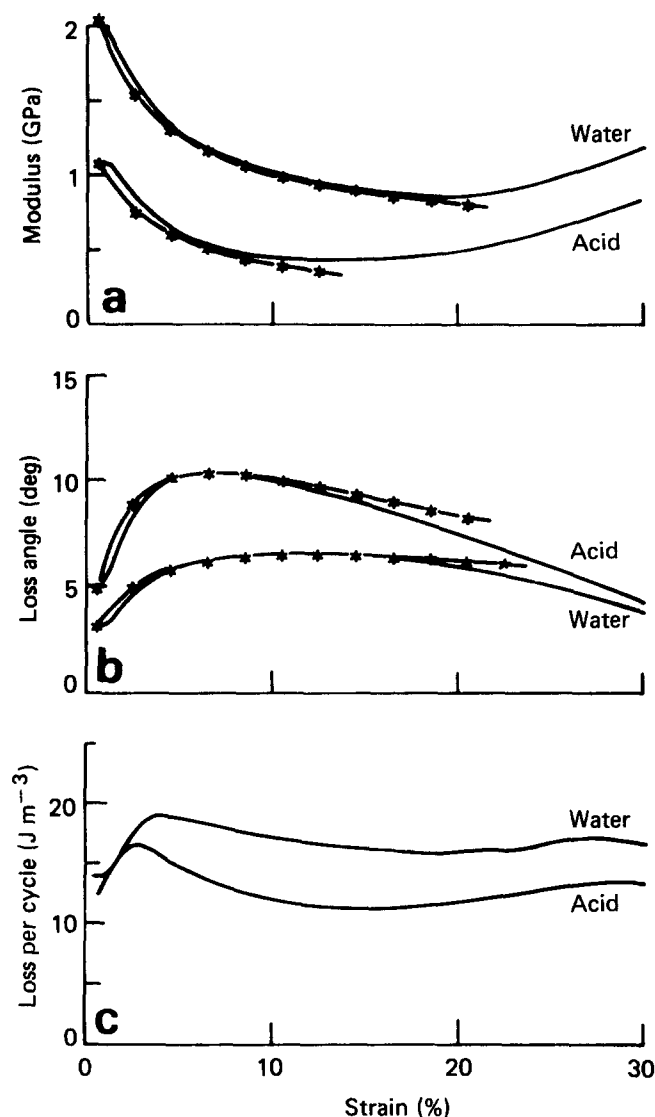 2
Modulus (GPa)
1
0
Water
Acid
a
15
Loss angle (deg)
10
5
0
Acid
Water
b
20
Loss per cycle (J m⁻³)
10
0
Water
Acid
c
0 10 20 30
Strain (%)